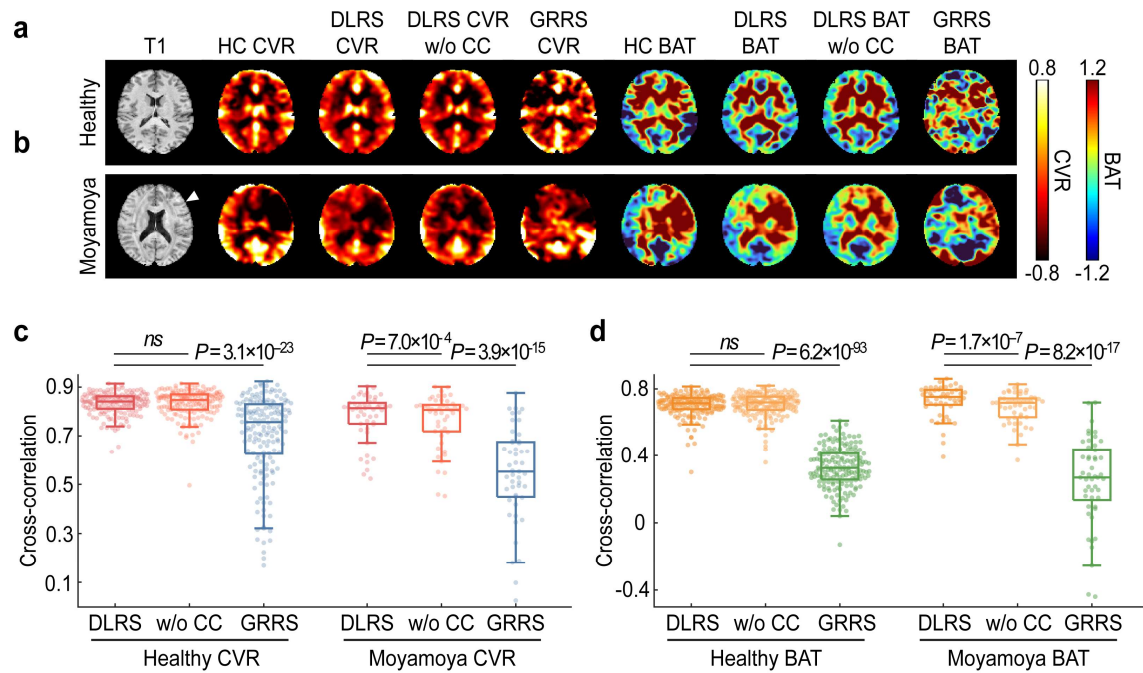 a
T1
HC CVR
DLRS
CVR
DLRS CVR
w/o CC
GRRS
CVR
HC BAT
DLRS
BAT
DLRS BAT
w/o CC
GRRS
BAT
Healthy
b
Moyamoya
0.8
CVR
-0.8
1.2
BAT
-1.2
c
ns
P=3.1×10⁻²³
P=7.0×10⁻⁴
P=3.9×10⁻¹⁵
Cross-correlation
0.9
0.7
0.5
0.3
0.1
DLRS
w/o CC
GRRS
DLRS
w/o CC
GRRS
Healthy CVR
Moyamoya CVR
d
ns
P=6.2×10⁻⁹³
P=1.7×10⁻⁷
P=8.2×10⁻¹⁷
Cross-correlation
0.8
0.4
0
-0.4
DLRS
w/o CC
GRRS
DLRS
w/o CC
GRRS
Healthy BAT
Moyamoya BAT